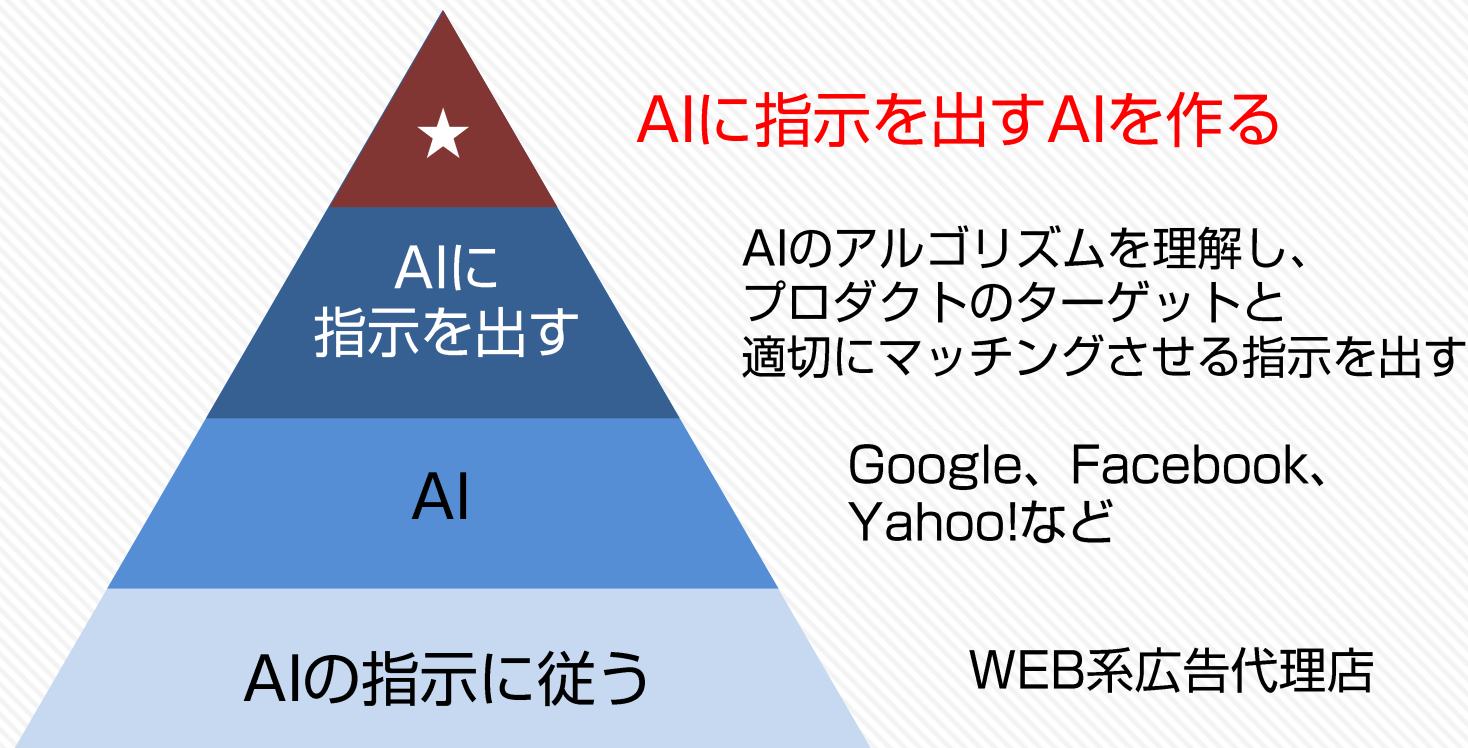 ★
AIに指示を出すAIを作る
AIに
指示を出す
AIのアルゴリズムを理解し、
プロダクトのターゲットと
適切にマッチングさせる指示を出す
AI
Google、Facebook、
Yahoo!など
AIの指示に従う
WEB系広告代理店